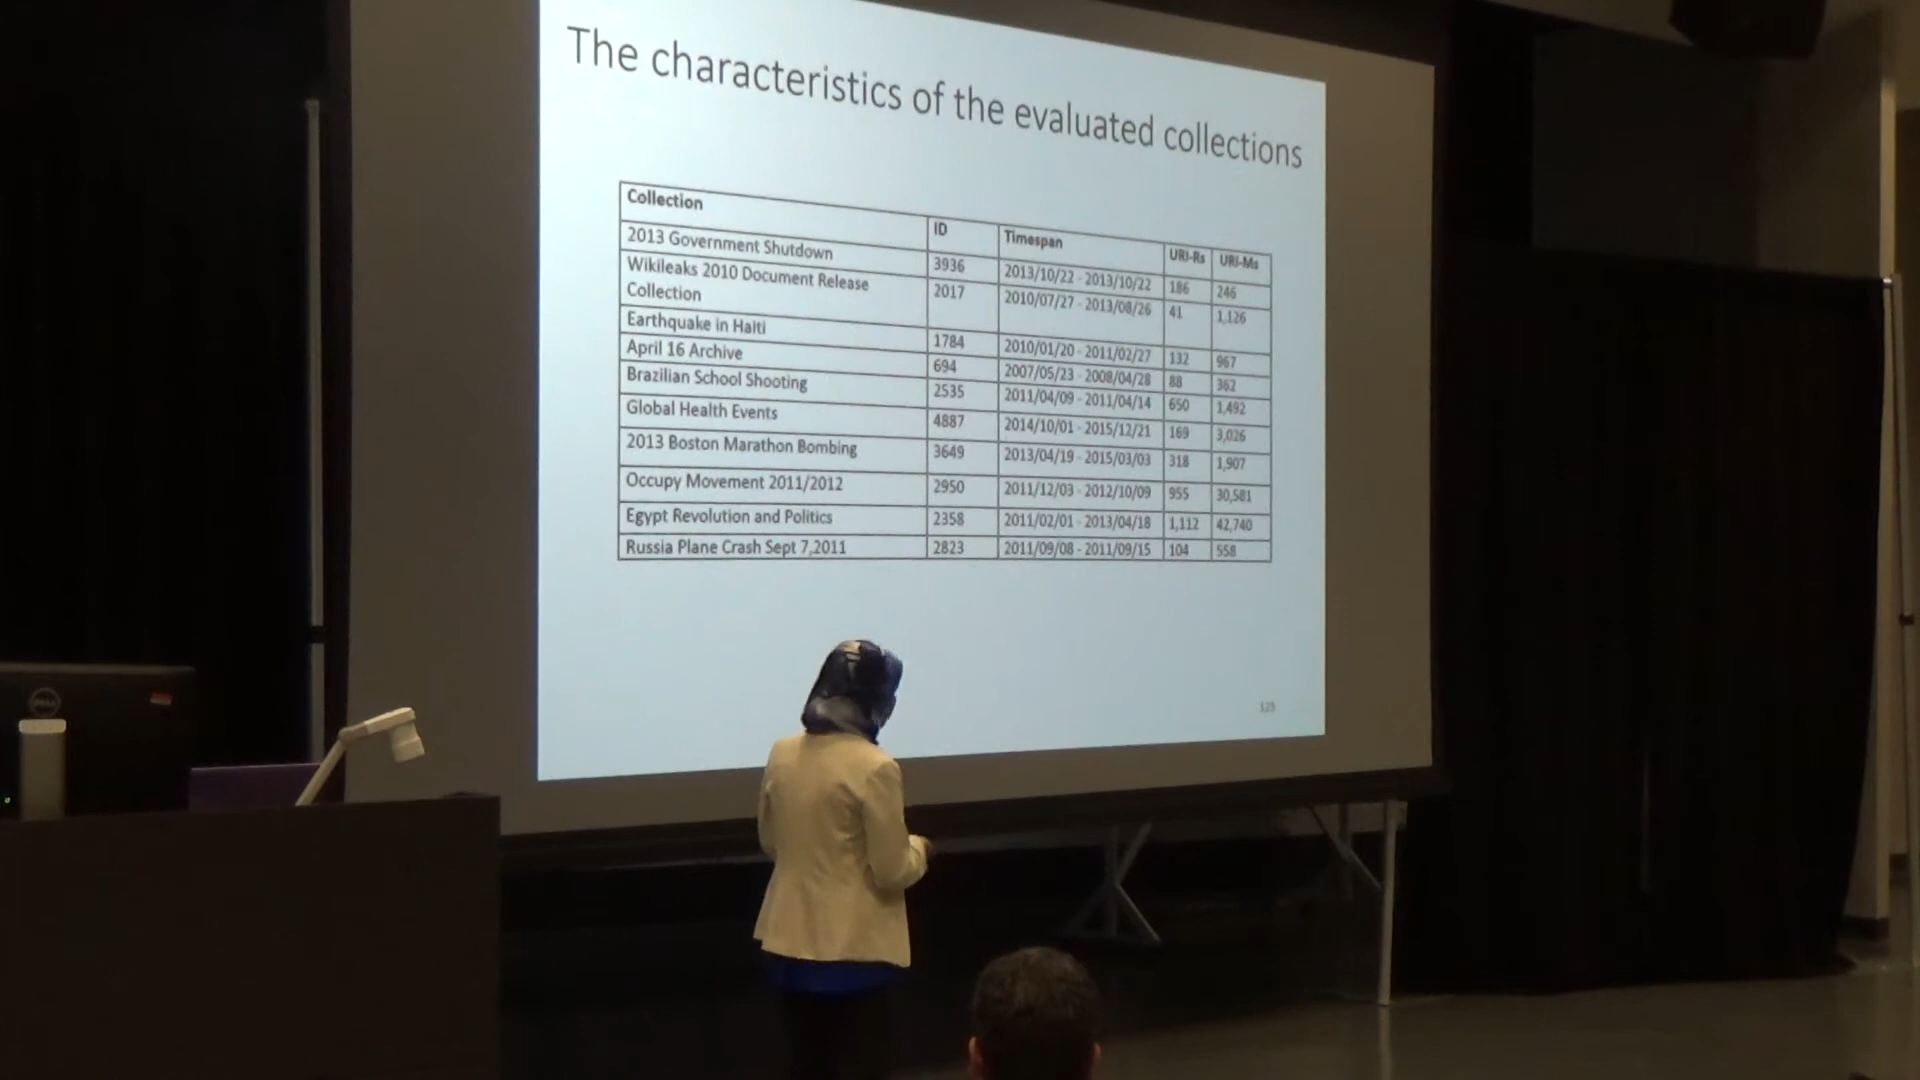 The characteristics of the evaluated collections
Collection ID Timespan URI-Rs URI-Ms
2013 Government Shutdown 3936 2013/10/22 - 2013/10/22 186 246
Wikileaks 2010 Document Release
Collection 2017 2010/07/27 - 2013/08/26 41 1,126
Earthquake in Haiti 1784 2010/01/20 - 2011/02/27 132 967
April 16 Archive 694 2007/05/23 - 2008/04/28 88 362
Brazilian School Shooting 2535 2011/04/09 - 2011/04/14 650 1,492
Global Health Events 4887 2014/10/01 - 2015/12/21 169 3,026
2013 Boston Marathon Bombing 3649 2013/04/19 - 2015/03/03 318 1,907
Occupy Movement 2011/2012 2950 2011/12/03 - 2012/10/09 955 30,581
Egypt Revolution and Politics 2358 2011/02/01 - 2013/04/18 1,112 42,740
Russia Plane Crash Sept 7,2011 2823 2011/09/08 - 2011/09/15 104 558
DELL